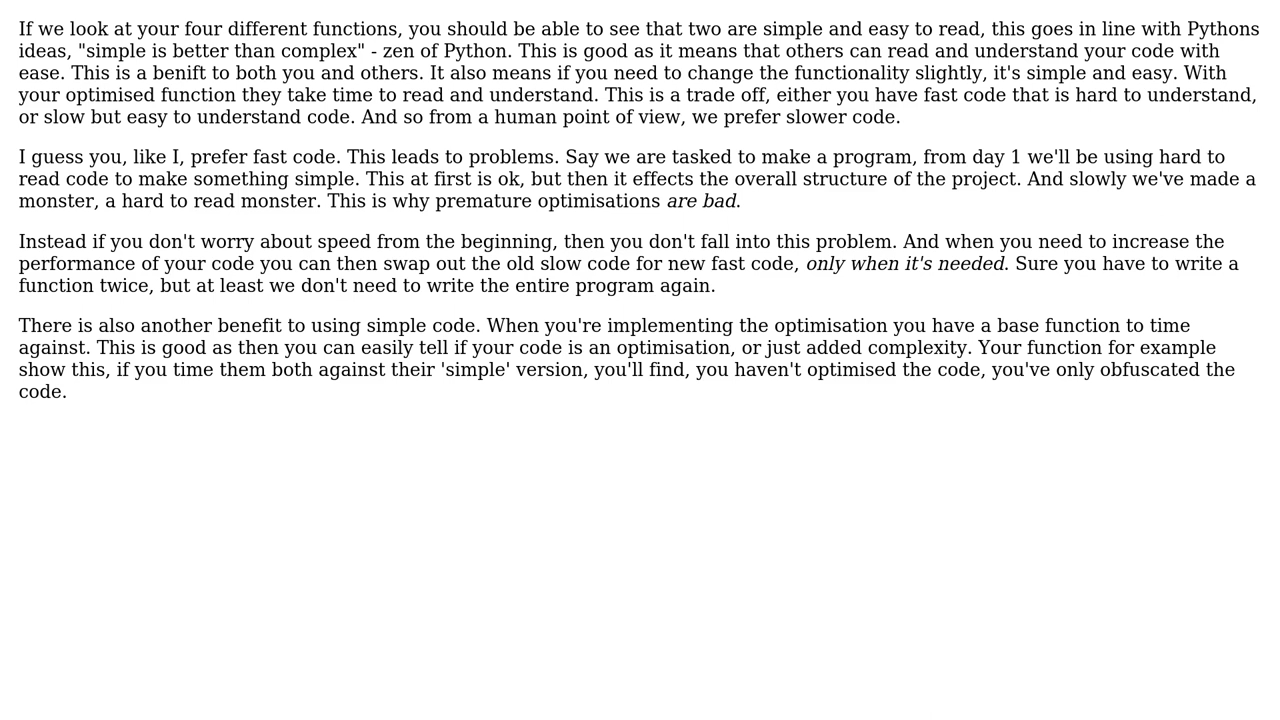 If we look at your four different functions, you should be able to see that two are simple and easy to read, this goes in line with Pythons
ideas, "simple is better than complex" - zen of Python. This is good as it means that others can read and understand your code with
ease. This is a benift to both you and others. It also means if you need to change the functionality slightly, it's simple and easy. With
your optimised function they take time to read and understand. This is a trade off, either you have fast code that is hard to understand,
or slow but easy to understand code. And so from a human point of view, we prefer slower code.
I guess you, like I, prefer fast code. This leads to problems. Say we are tasked to make a program, from day 1 we'll be using hard to
read code to make something simple. This at first is ok, but then it effects the overall structure of the project. And slowly we've made a
monster, a hard to read monster. This is why premature optimisations are bad.
Instead if you don't worry about speed from the beginning, then you don't fall into this problem. And when you need to increase the
performance of your code you can then swap out the old slow code for new fast code, only when it's needed. Sure you have to write a
function twice, but at least we don't need to write the entire program again.
There is also another benefit to using simple code. When you're implementing the optimisation you have a base function to time
against. This is good as then you can easily tell if your code is an optimisation, or just added complexity. Your function for example
show this, if you time them both against their 'simple' version, you'll find, you haven't optimised the code, you've only obfuscated the
code.